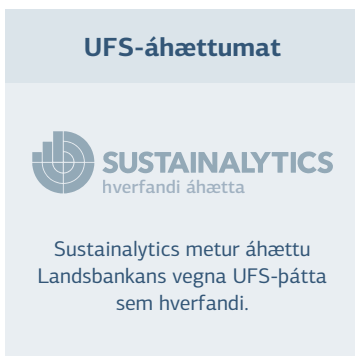 UFS-áhættumat
SUSTAINALYTICS
hverfandi áhætta
Sustainalytics metur áhættu
Landsbankans vegna UFS-þátta
sem hverfandi.